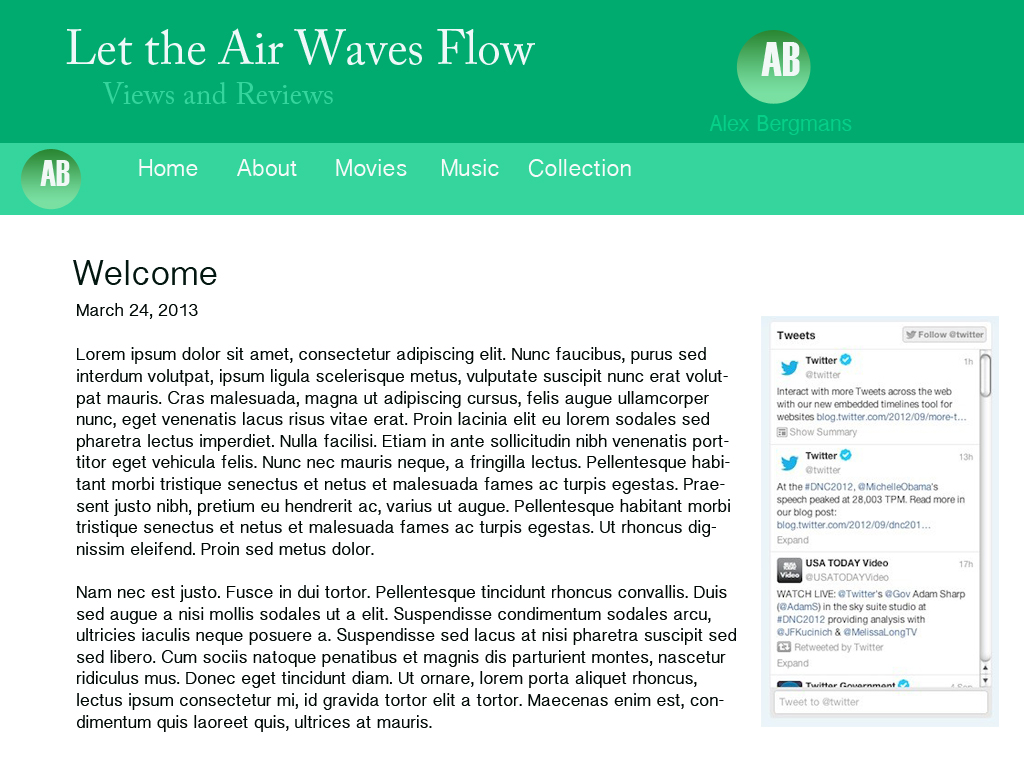 Let the Air Waves Flow
Views and Reviews
AB
Alex Bergmans
AB
Home About Movies Music Collection
Welcome
March 24, 2013
Lorem ipsum dolor sit amet, consectetur adipiscing elit. Nunc faucibus, purus sed
interdum volutpat, ipsum ligula scelerisque metus, vulputate suscipit nunc erat volut-
pat mauris. Cras malesuada, magna ut adipiscing cursus, felis augue ullamcorper
nunc, eget venenatis lacus risus vitae erat. Proin lacinia elit eu lorem sodales sed
pharetra lectus imperdiet. Nulla facilisi. Etiam in ante sollicitudin nibh venenatis port-
titor eget vehicula felis. Nunc nec mauris neque, a fringilla lectus. Pellentesque habi-
tant morbi tristique senectus et netus et malesuada fames ac turpis egestas. Prae-
sent justo nibh, pretium eu hendrerit ac, varius ut augue. Pellentesque habitant morbi
tristique senectus et netus et malesuada fames ac turpis egestas. Ut rhoncus dig-
nissim eleifend. Proin sed metus dolor.
Nam nec est justo. Fusce in dui tortor. Pellentesque tincidunt rhoncus convallis. Duis
sed augue a nisi mollis sodales ut a elit. Suspendisse condimentum sodales arcu,
ultricies iaculis neque posuere a. Suspendisse sed lacus at nisi pharetra suscipit sed
sed libero. Cum sociis natoque penatibus et magnis dis parturient montes, nascetur
ridiculus mus. Donec eget tincidunt diam. Ut ornare, lorem porta aliquet rhoncus,
lectus ipsum consectetur mi, id gravida tortor elit a tortor. Maecenas enim est, con-
dimentum quis laoreet quis, ultrices at mauris.
Tweets Follow @twitter
Twitter 1h
@twitter
Interact with more Tweets across the web
with our new embedded timelines tool for
websites blog.twitter.com/2012/09/more-t...
Show Summary
Twitter 13h
@twitter
At the #DNC2012, @MichelleObama's
speech peaked at 28,003 TPM. Read more in
our blog post:
blog.twitter.com/2012/09/dnc201...
Expand
USA TODAY Video 17h
Video @USATODAYVideo
WATCH LIVE: @Twitter's @Gov Adam Sharp
(@AdamS) in the sky suite studio at
#DNC2012 providing analysis with
@JFKucinich & @MelissaLongTV
Retweeted by Twitter
Expand
Twitter Government 4 Sep
Tweet to @twitter